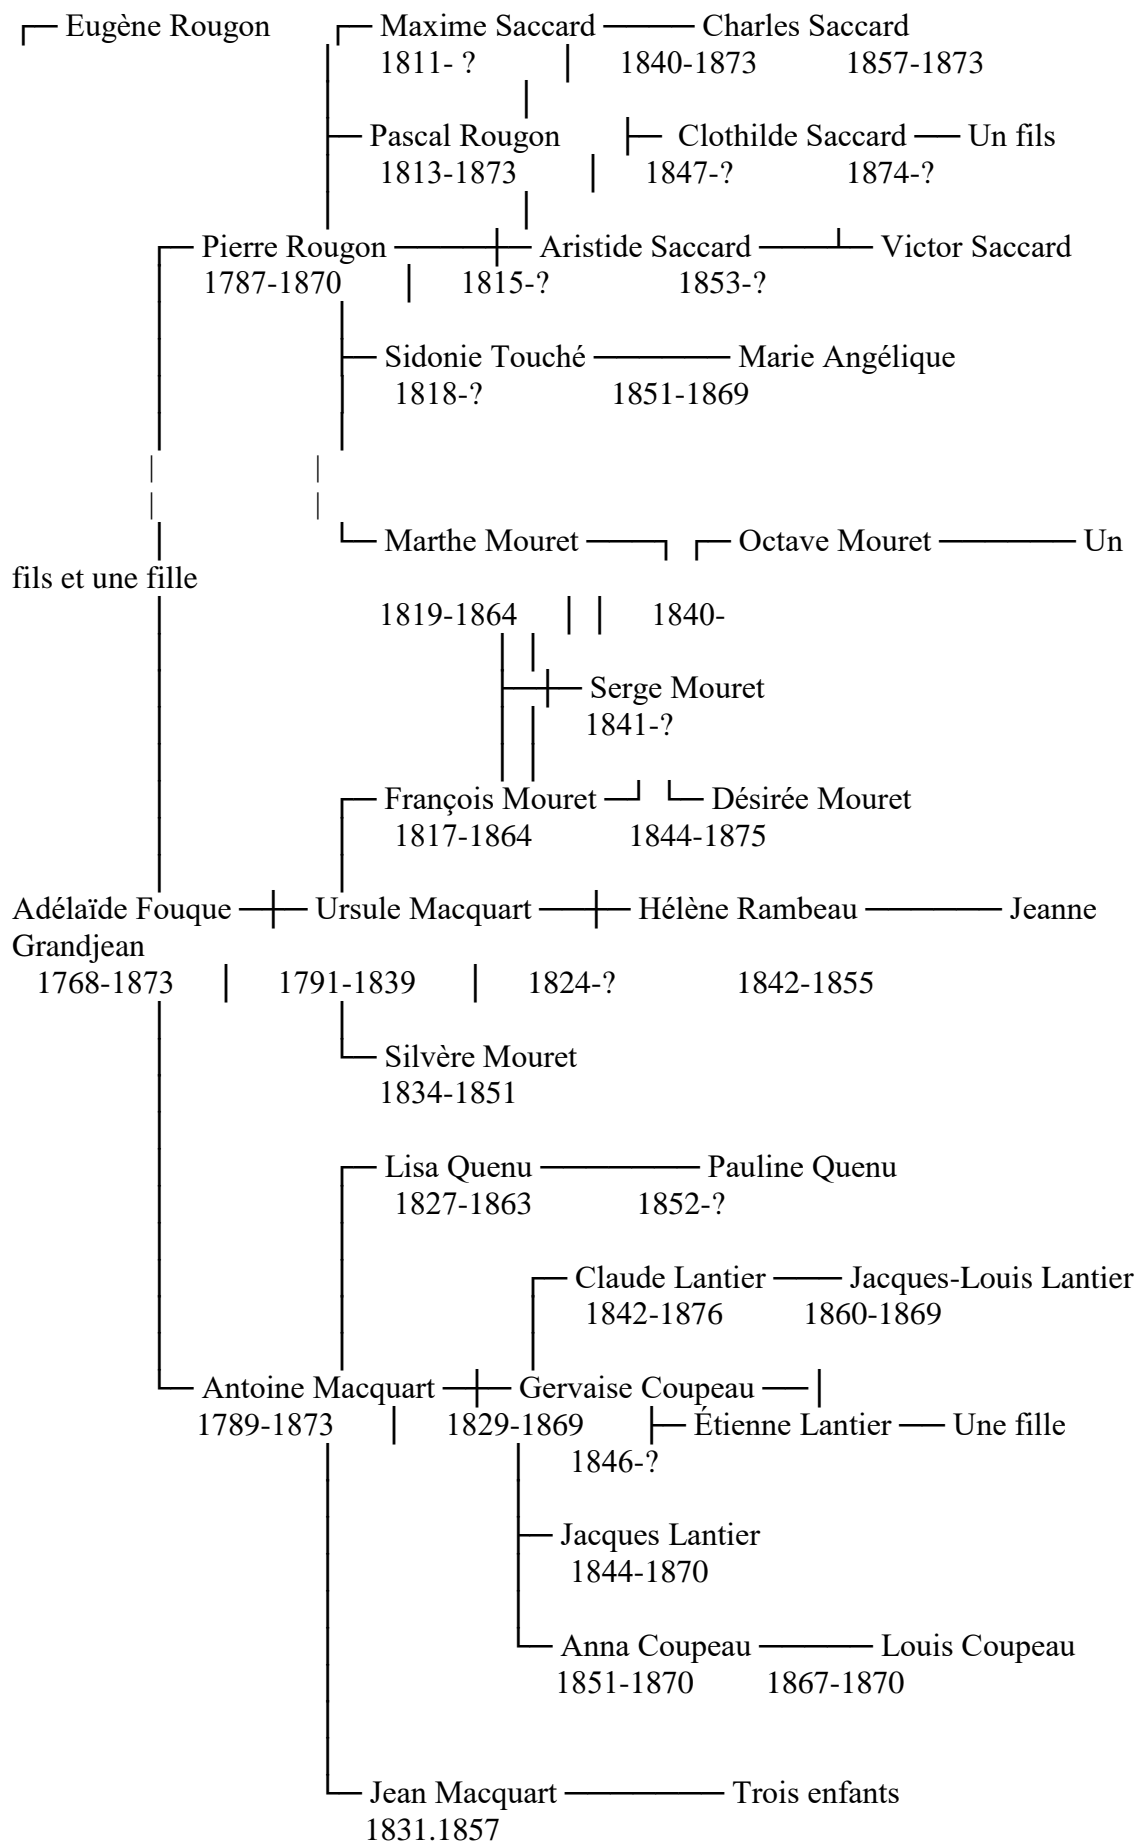 Eugène Rougon Maxime Saccard Charles Saccard
1811- ? 1840-1873 1857-1873
Pascal Rougon Clothilde Saccard Un fils
1813-1873 1847-? 1874-?
Pierre Rougon Aristide Saccard Victor Saccard
1787-1870 1815-? 1853-?
Sidonie Touché Marie Angélique
1818-? 1851-1869
Marthe Mouret Octave Mouret Un
fils et une fille
1819-1864 1840-
Serge Mouret
1841-?
François Mouret Désirée Mouret
1817-1864 1844-1875
Adélaïde Fouque Ursule Macquart Hélène Rambeau Jeanne
Grandjean
1768-1873 1791-1839 1824-? 1842-1855
Silvère Mouret
1834-1851
Lisa Quenu Pauline Quenu
1827-1863 1852-?
Claude Lantier Jacques-Louis Lantier
1842-1876 1860-1869
Antoine Macquart Gervaise Coupeau
1789-1873 1829-1869 Étienne Lantier Une fille
1846-?
Jacques Lantier
1844-1870
Anna Coupeau Louis Coupeau
1851-1870 1867-1870
Jean Macquart Trois enfants
1831.1857